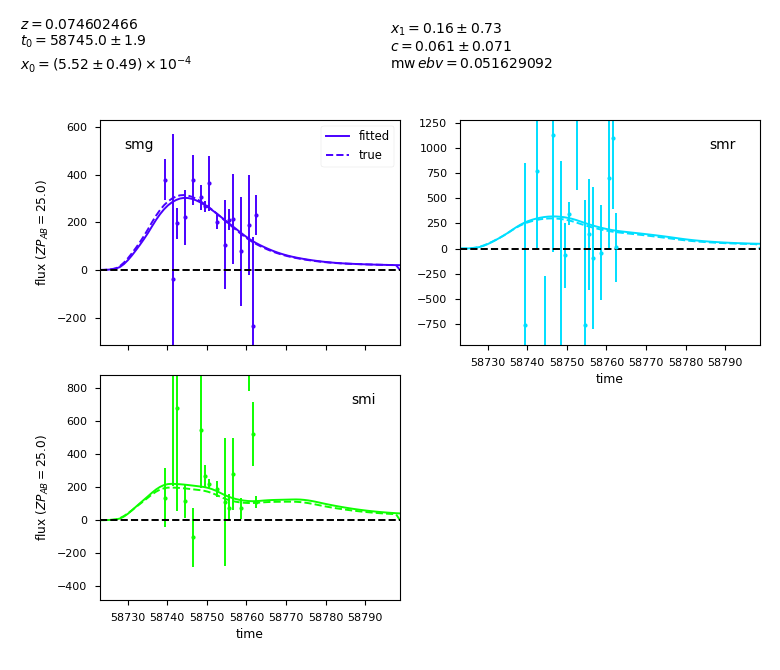 z = 0.074602466
t₀ = 58745.0 ± 1.9
x₀ = (5.52 ± 0.49) × 10⁻⁴
x₁ = 0.16 ± 0.73
c = 0.061 ± 0.071
mw ebv = 0.051629092
smg
fitted
true
600
400
200
0
−200
flux (ZP_AB = 25.0)
smr
1250
1000
750
500
250
0
−250
−500
−750
58730 58740 58750 58760 58770 58780 58790
time
smi
800
600
400
200
0
−200
−400
flux (ZP_AB = 25.0)
58730 58740 58750 58760 58770 58780 58790
time